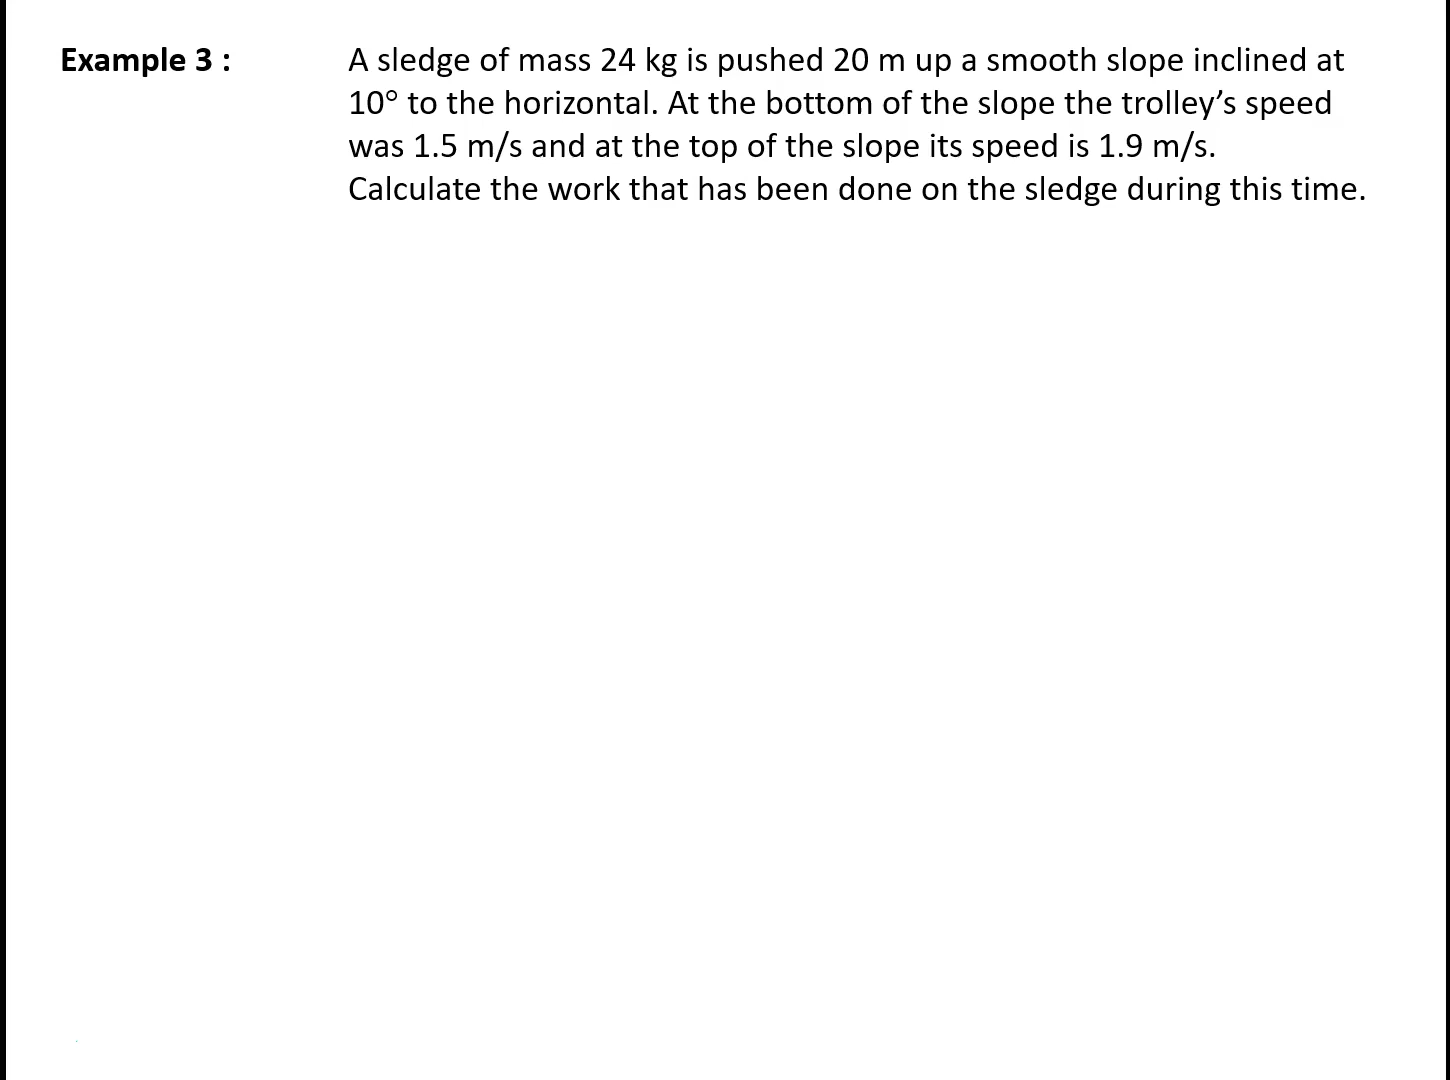 Example 3 : A sledge of mass 24 kg is pushed 20 m up a smooth slope inclined at
10° to the horizontal. At the bottom of the slope the trolley’s speed
was 1.5 m/s and at the top of the slope its speed is 1.9 m/s.
Calculate the work that has been done on the sledge during this time.